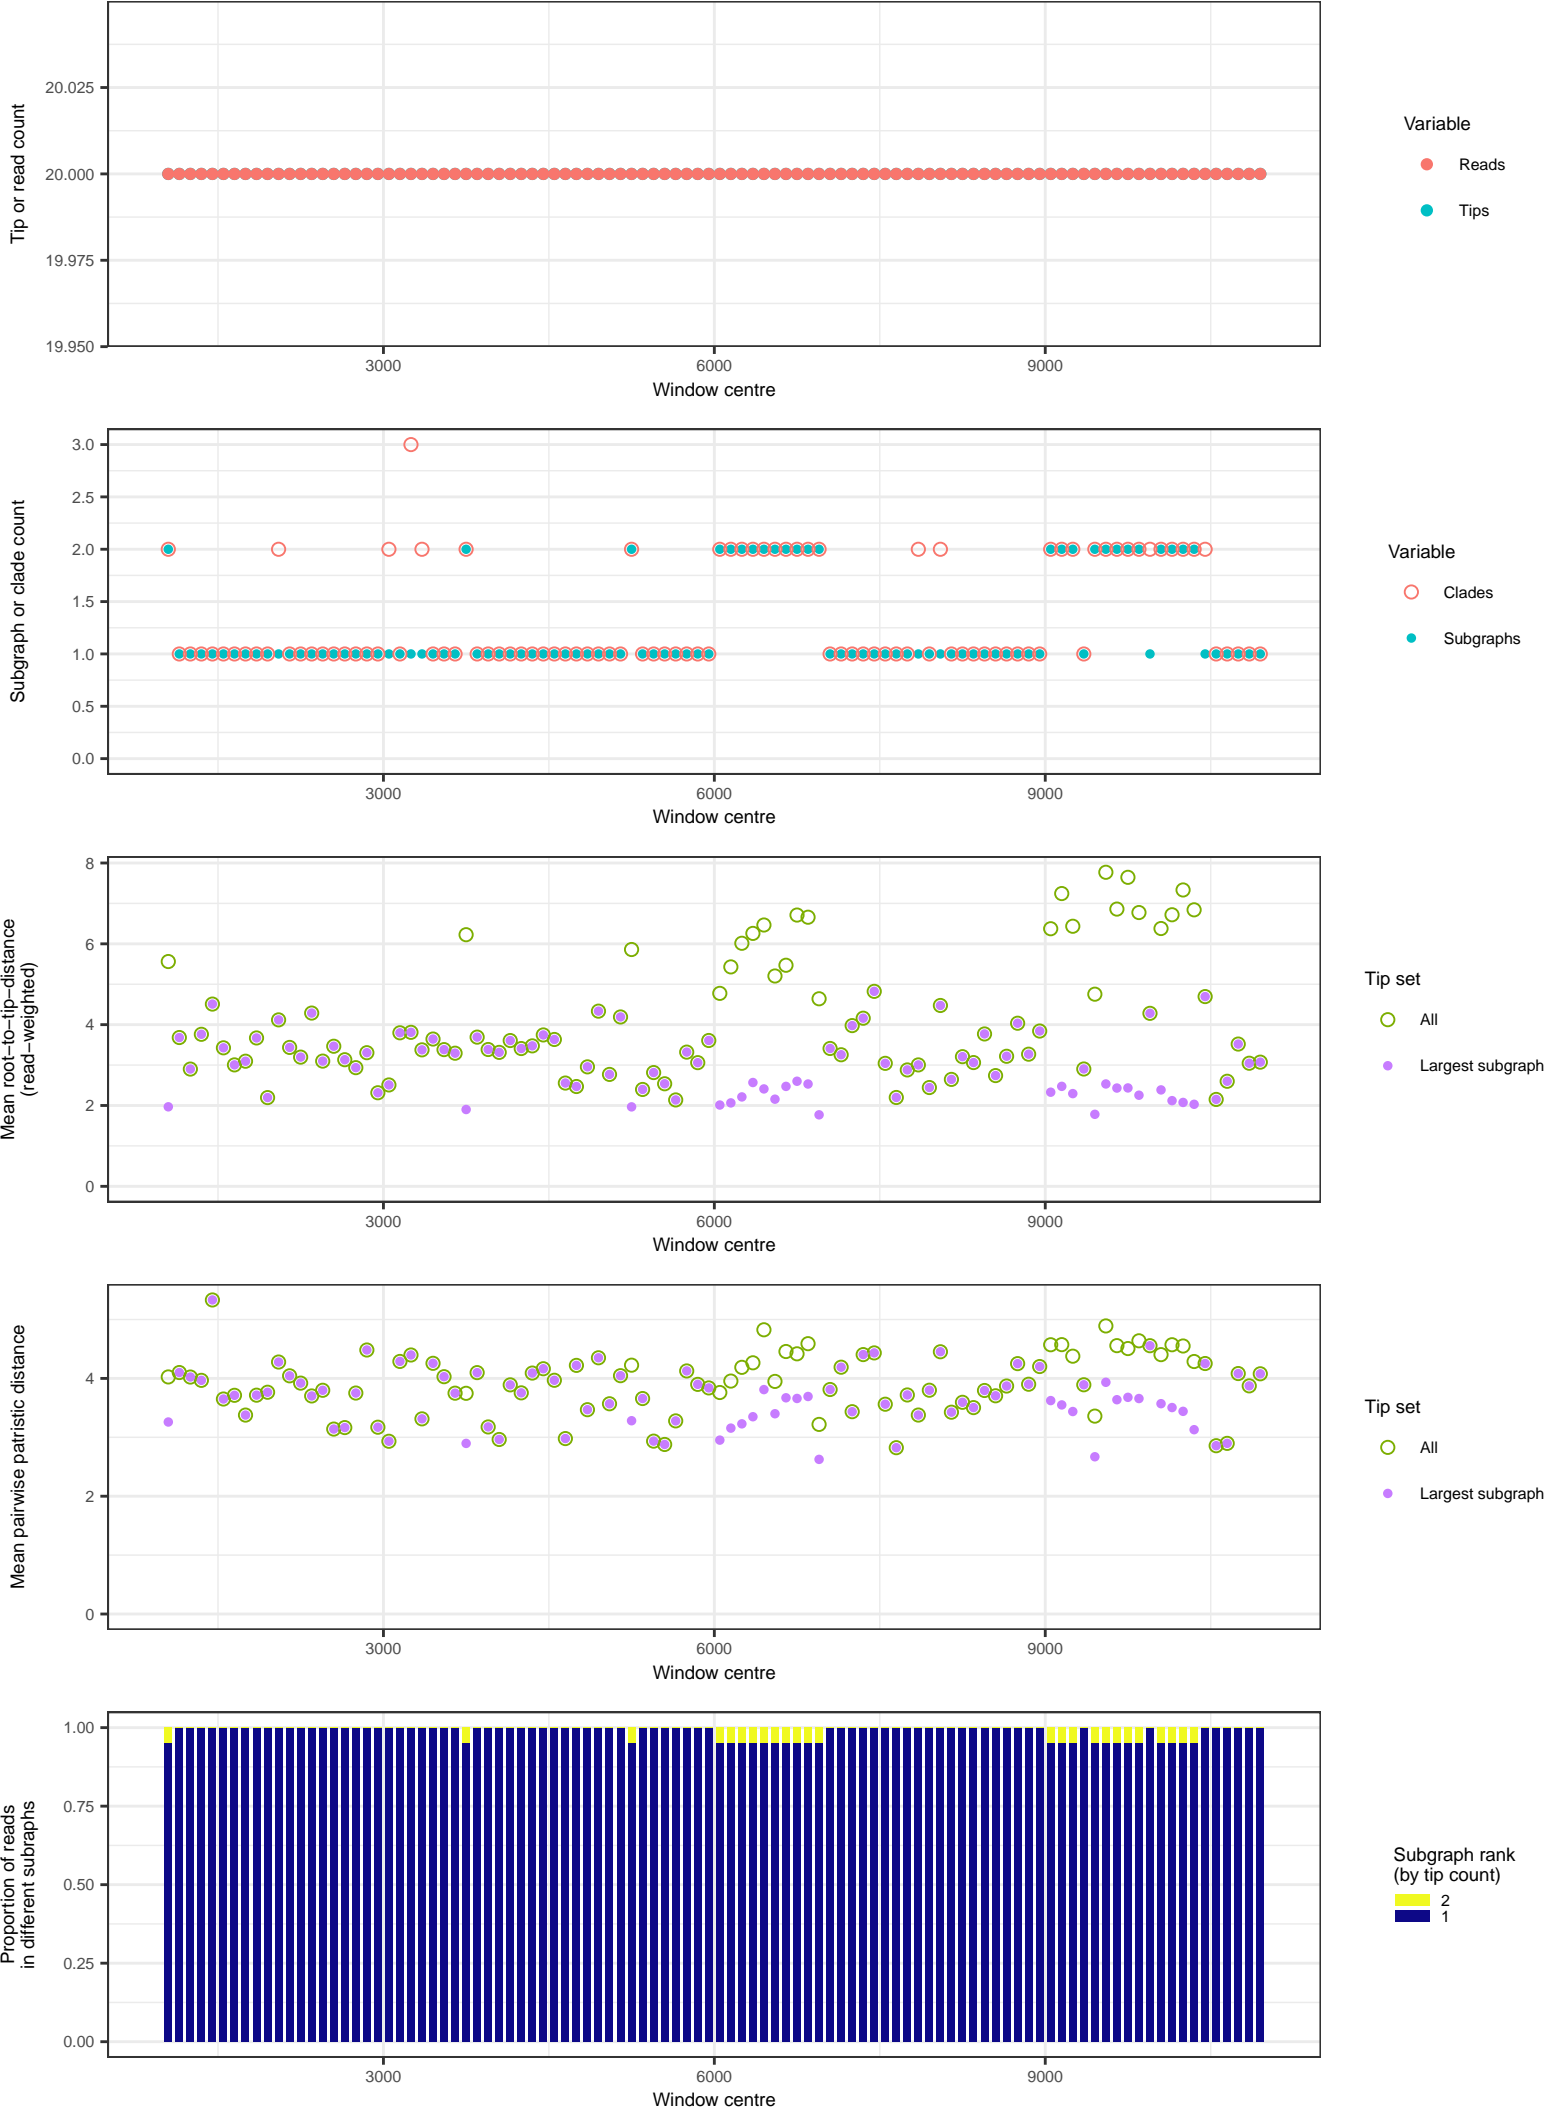 20.025
20.000
19.975
19.950
Tip or read count
3000 6000 9000
Window centre
Variable
Reads
Tips
3.0
2.5
2.0
1.5
1.0
0.5
0.0
Subgraph or clade count
3000 6000 9000
Window centre
Variable
Clades
Subgraphs
8
6
4
2
0
Mean root−to−tip−distance
(read−weighted)
3000 6000 9000
Window centre
Tip set
All
Largest subgraph
4
2
0
Mean pairwise patristic distance
3000 6000 9000
Window centre
Tip set
All
Largest subgraph
1.00
0.75
0.50
0.25
0.00
Proportion of reads
in different subraphs
3000 6000 9000
Window centre
Subgraph rank
(by tip count)
2
1